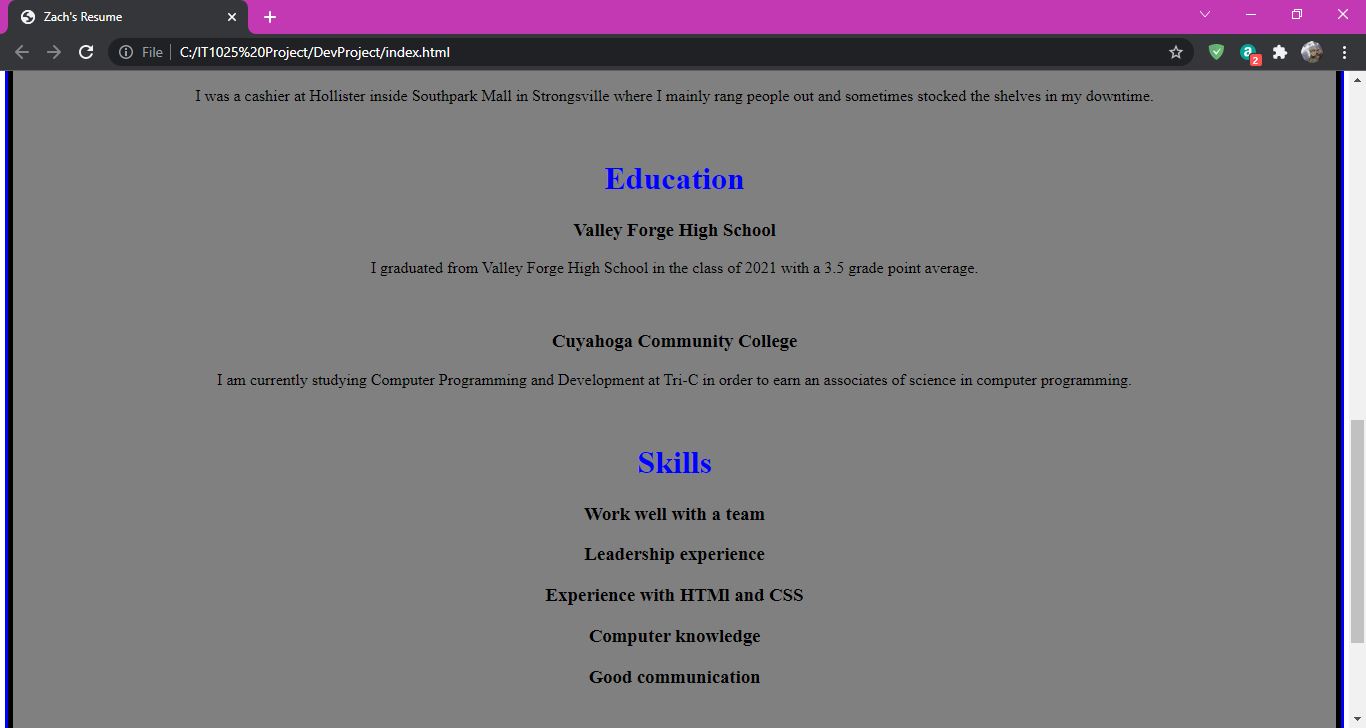 Zach's Resume
File C:/IT1025%20Project/DevProject/index.html
2
I was a cashier at Hollister inside Southpark Mall in Strongsville where I mainly rang people out and sometimes stocked the shelves in my downtime.
Education
Valley Forge High School
I graduated from Valley Forge High School in the class of 2021 with a 3.5 grade point average.
Cuyahoga Community College
I am currently studying Computer Programming and Development at Tri-C in order to earn an associates of science in computer programming.
Skills
Work well with a team
Leadership experience
Experience with HTMl and CSS
Computer knowledge
Good communication